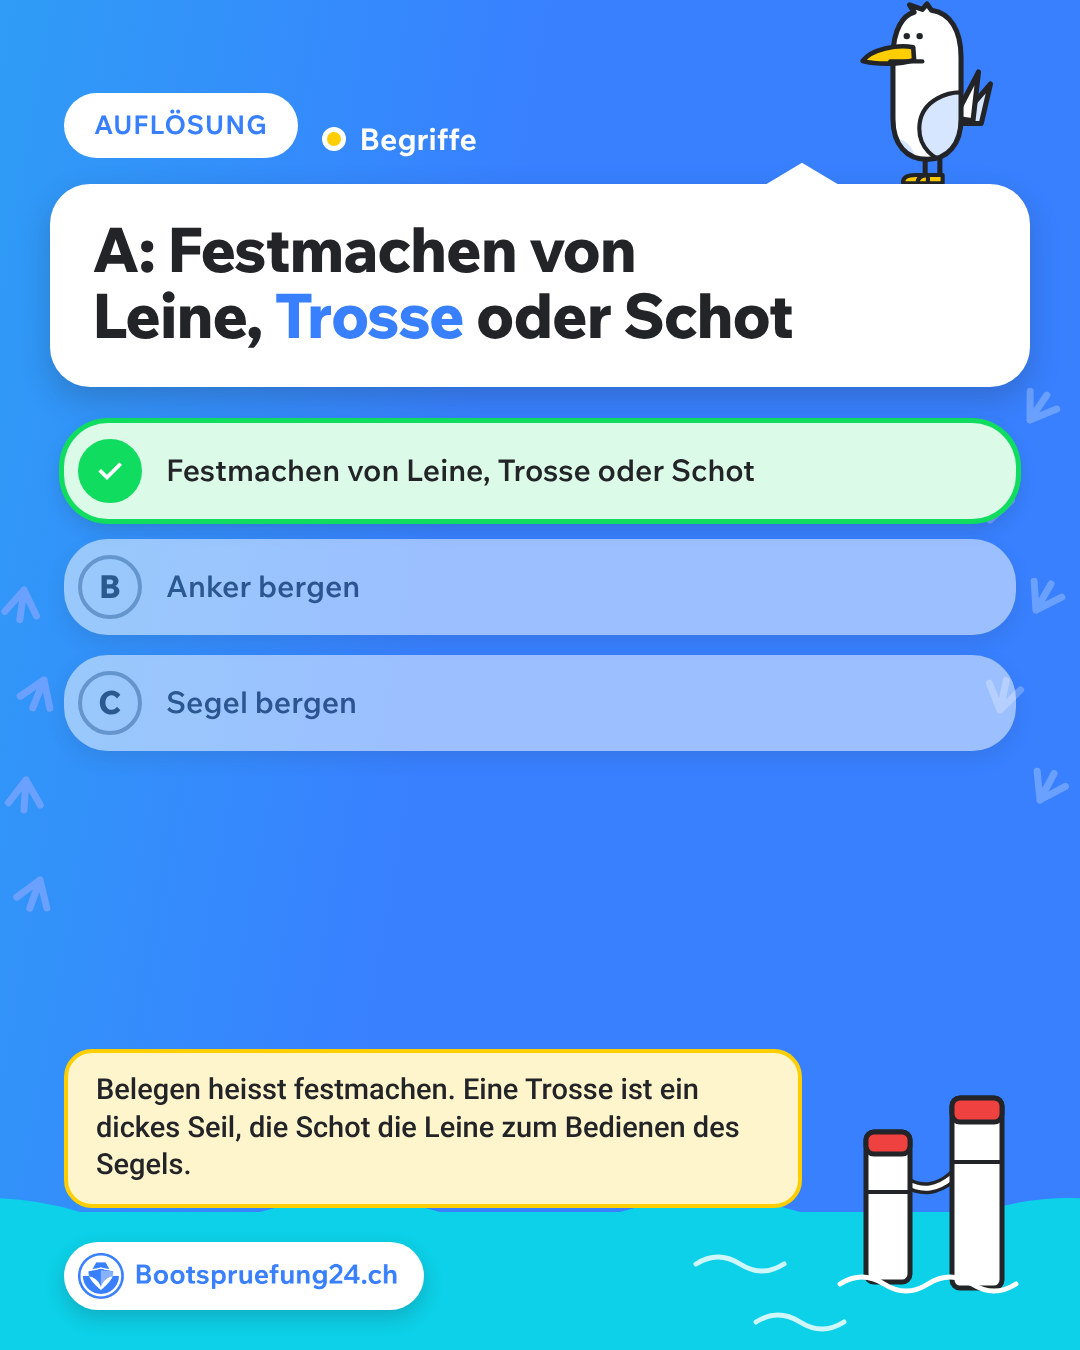 AUFLÖSUNG
Begriffe
A: Festmachen von
Leine, Trosse oder Schot
Festmachen von Leine, Trosse oder Schot
B Anker bergen
C Segel bergen
Belegen heisst festmachen. Eine Trosse ist ein
dickes Seil, die Schot die Leine zum Bedienen des
Segels.
Bootspruefung24.ch